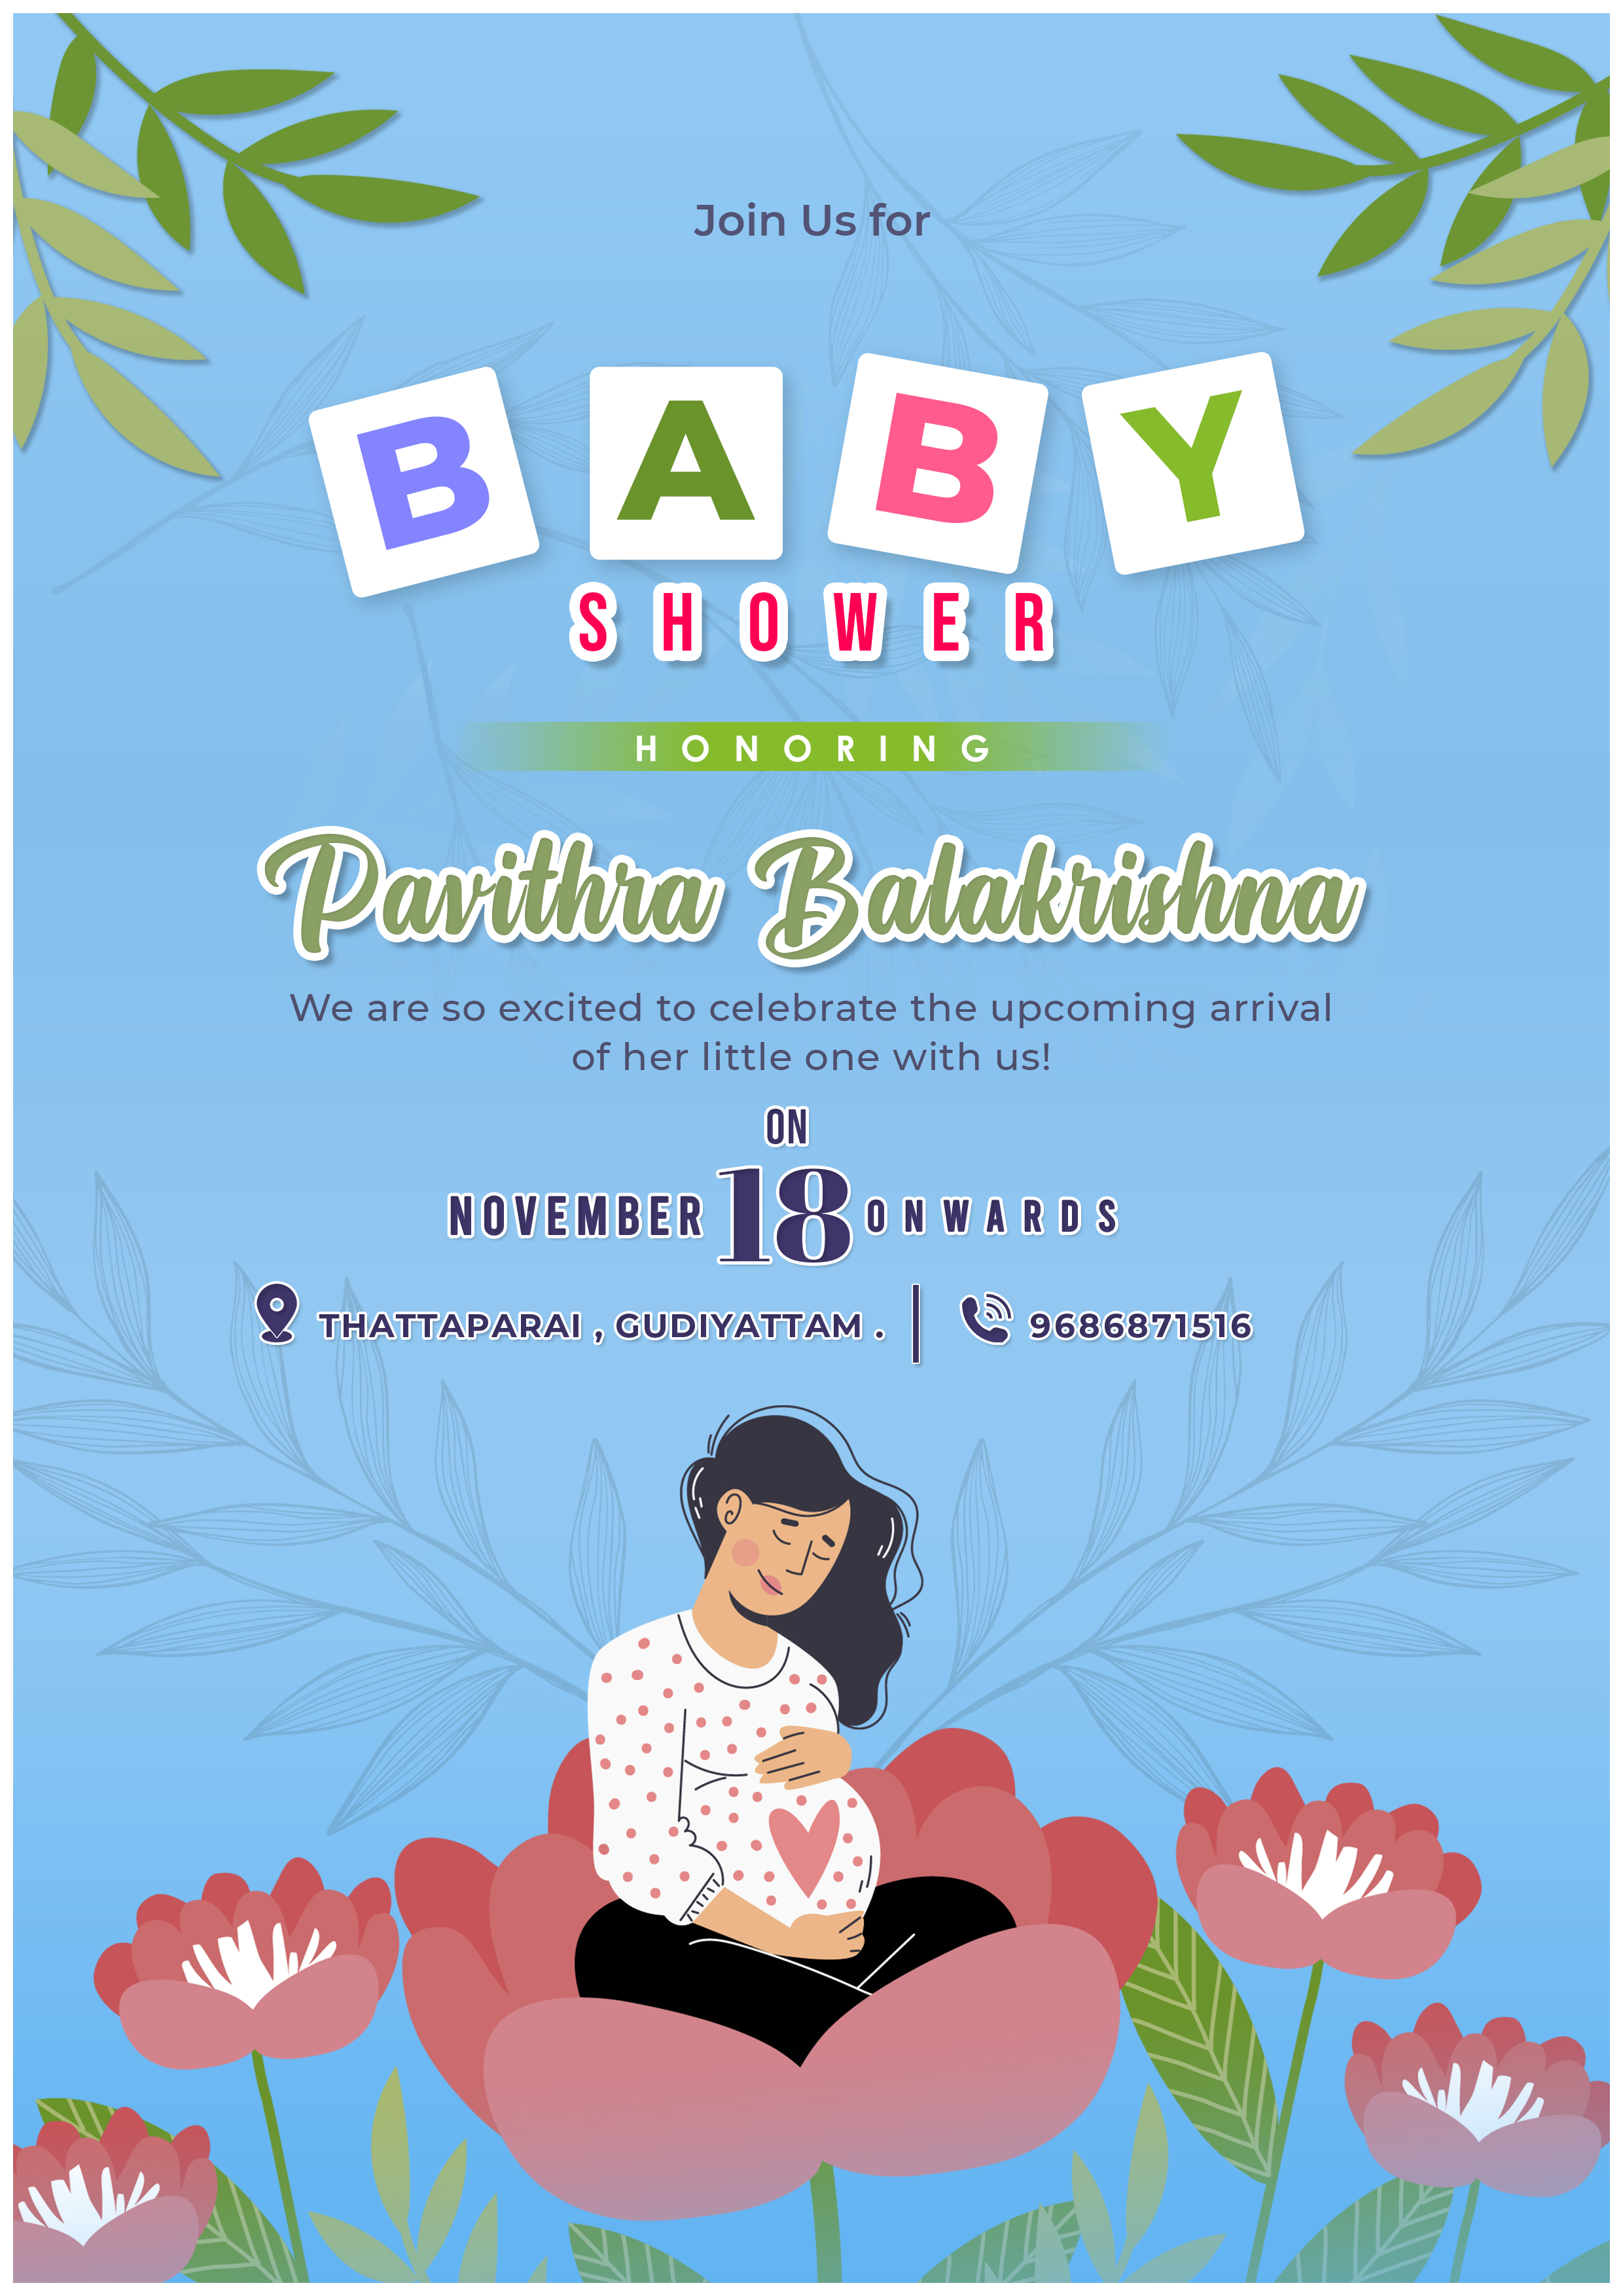 Join Us for
BABY
SHOWER
HONORING
Pavithra Balakrishna
We are so excited to celebrate the upcoming arrival
of her little one with us!
ON
NOVEMBER 18 ONWARDS
THATTAPARAI , GUDIYATTAM . | 9686871516